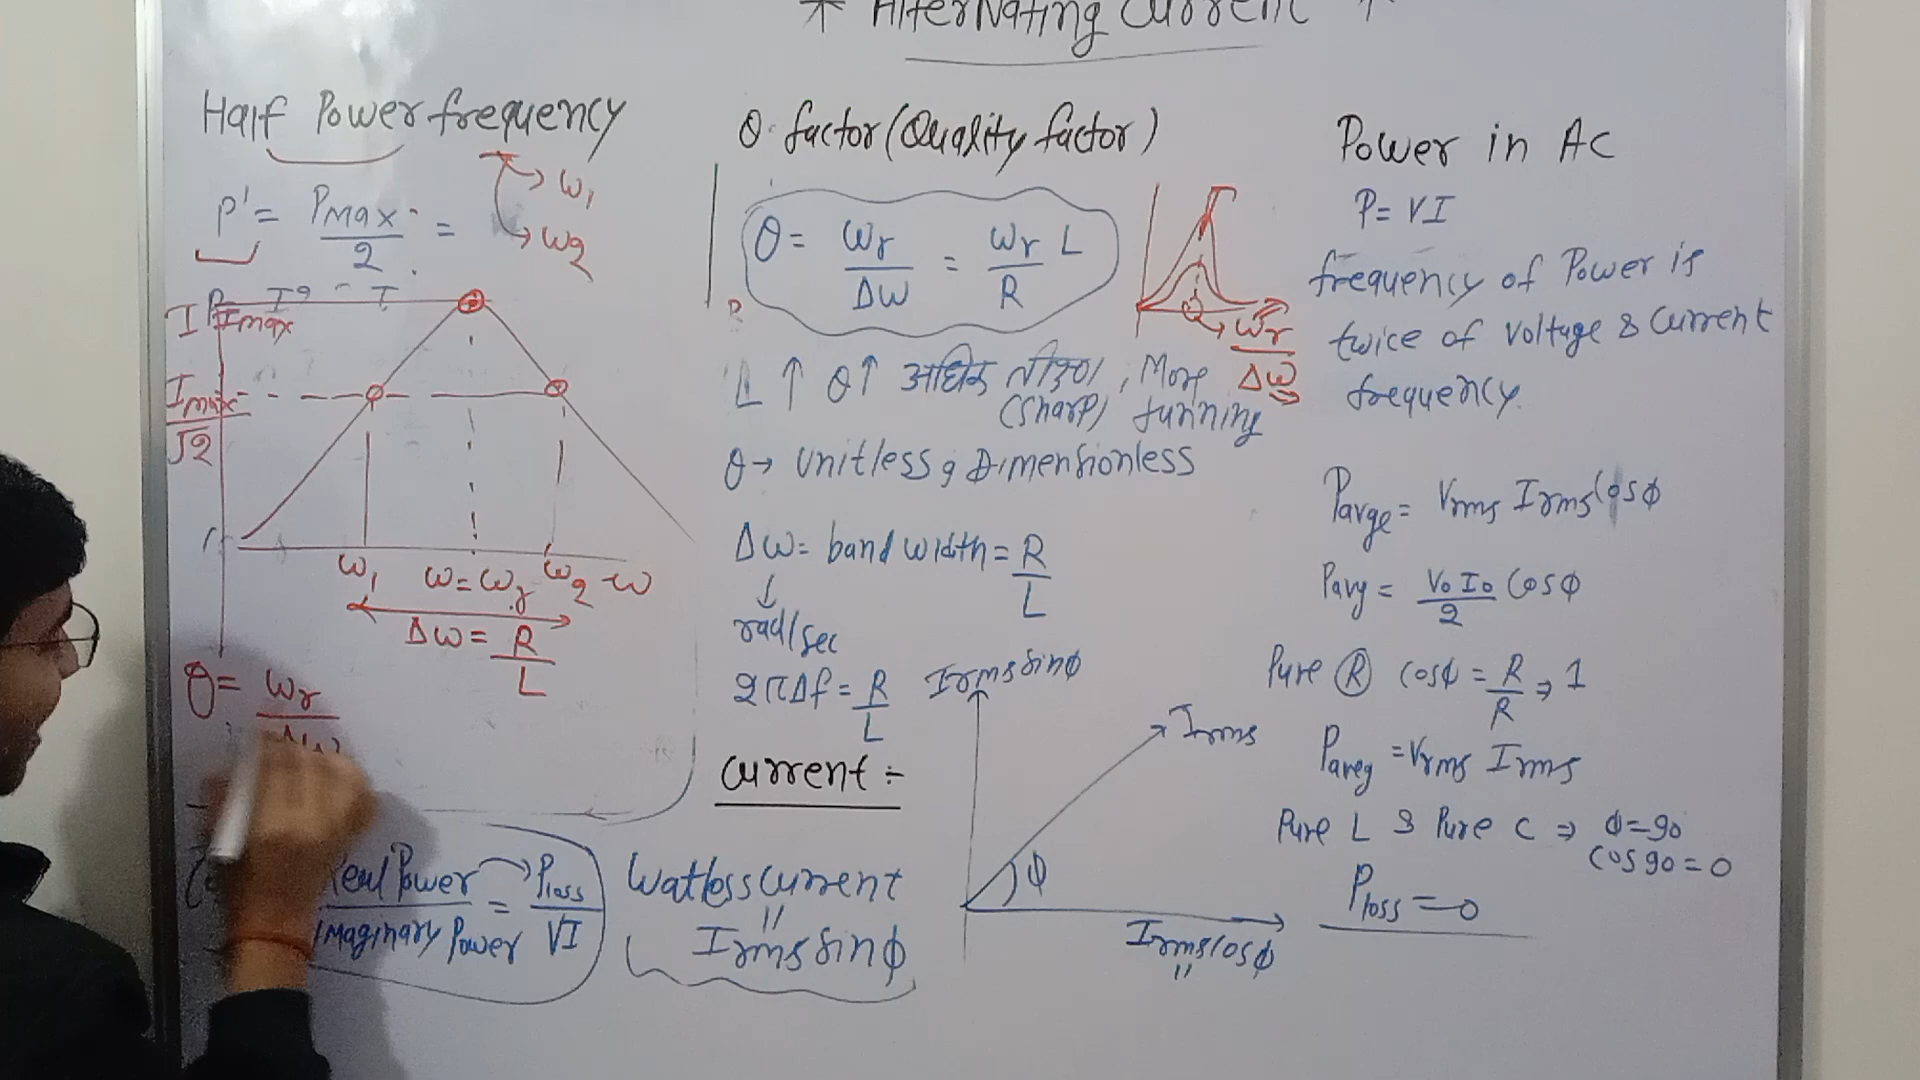 * Alternating Current *
Half Power frequency
→ ω₁
→ ω₂
P' = Pmax/2 =
I
Imax
Imax/√2
ω₁ ω=ωr ω₂ -ω
Δω = R/L
Q = ωr/Δω
Real Power/Imaginary Power = Ploss/VI
Q. factor (Quality factor)
Q = ωr/Δω = ωr L/R
ωr
Δω
L ↑ Q↑ अधिक तीक्ष्ण, More
(Sharp) tunning
Q → Unitless, Dimensionless
Δω = band width = R/L
↓
rad/sec
2πΔf = R/L
Current :-
Watless Current
"
Irms sinφ
Irms sinφ
Irms
φ
Irms cosφ
"
Power in AC
P = VI
frequency of Power is
twice of Voltage & Current
frequency.
Parge = Vrms Irms Cosφ
Pavg = V₀ I₀/2 Cosφ
Pure Ⓡ cosφ = R/R ⇒ 1
Paveg = Vrms Irms
Pure L & Pure C ⇒ φ=90
Cos90=0
Ploss = 0